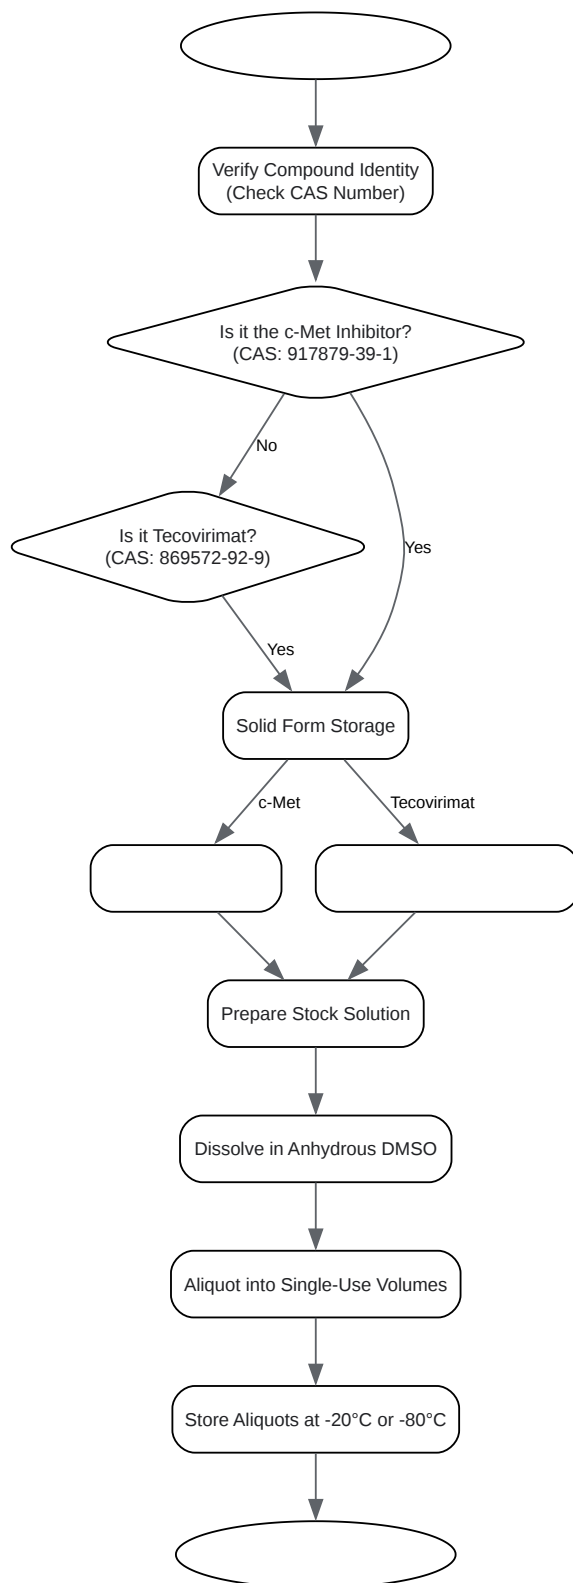 Verify Compound Identity
(Check CAS Number)
Is it the c-Met Inhibitor?
(CAS: 917879-39-1)
No
Yes
Is it Tecovirimat?
(CAS: 869572-92-9)
Yes
Solid Form Storage
c-Met
Tecovirimat
Prepare Stock Solution
Dissolve in Anhydrous DMSO
Aliquot into Single-Use Volumes
Store Aliquots at -20°C or -80°C